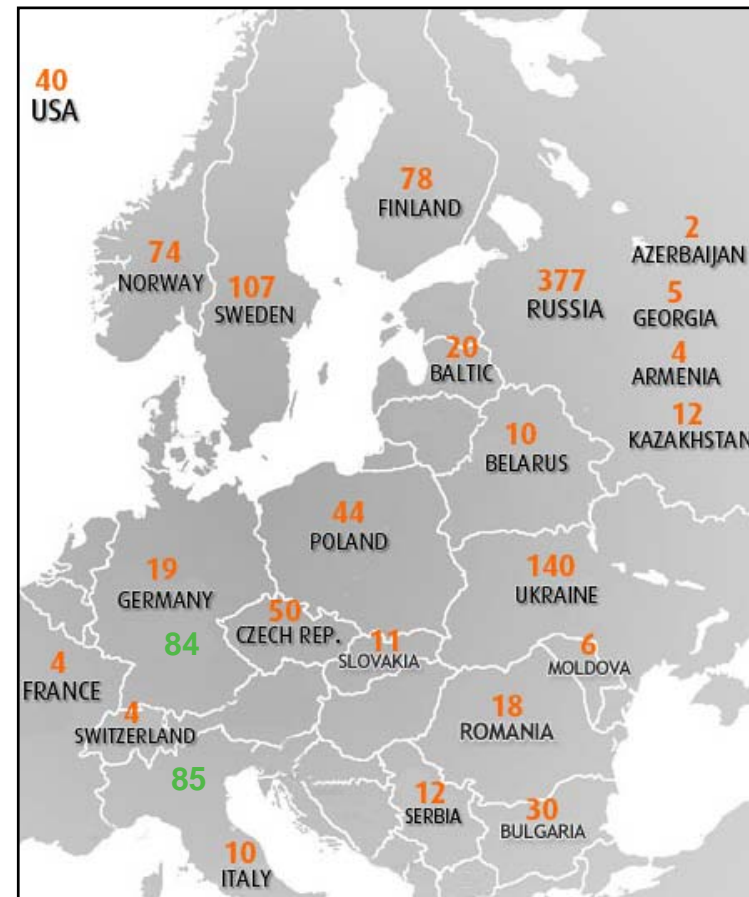 40
USA
78
FINLAND
74
NORWAY
107
SWEDEN
377
RUSSIA
2
AZERBAIJAN
5
GEORGIA
4
ARMENIA
12
KAZAKHSTAN
20
BALTIC
10
BELARUS
44
POLAND
19
GERMANY
84
140
UKRAINE
50
CZECH REP.
11
SLOVAKIA
6
MOLDOVA
4
FRANCE
4
SWITZERLAND
18
ROMANIA
85
12
SERBIA
30
BULGARIA
10
ITALY